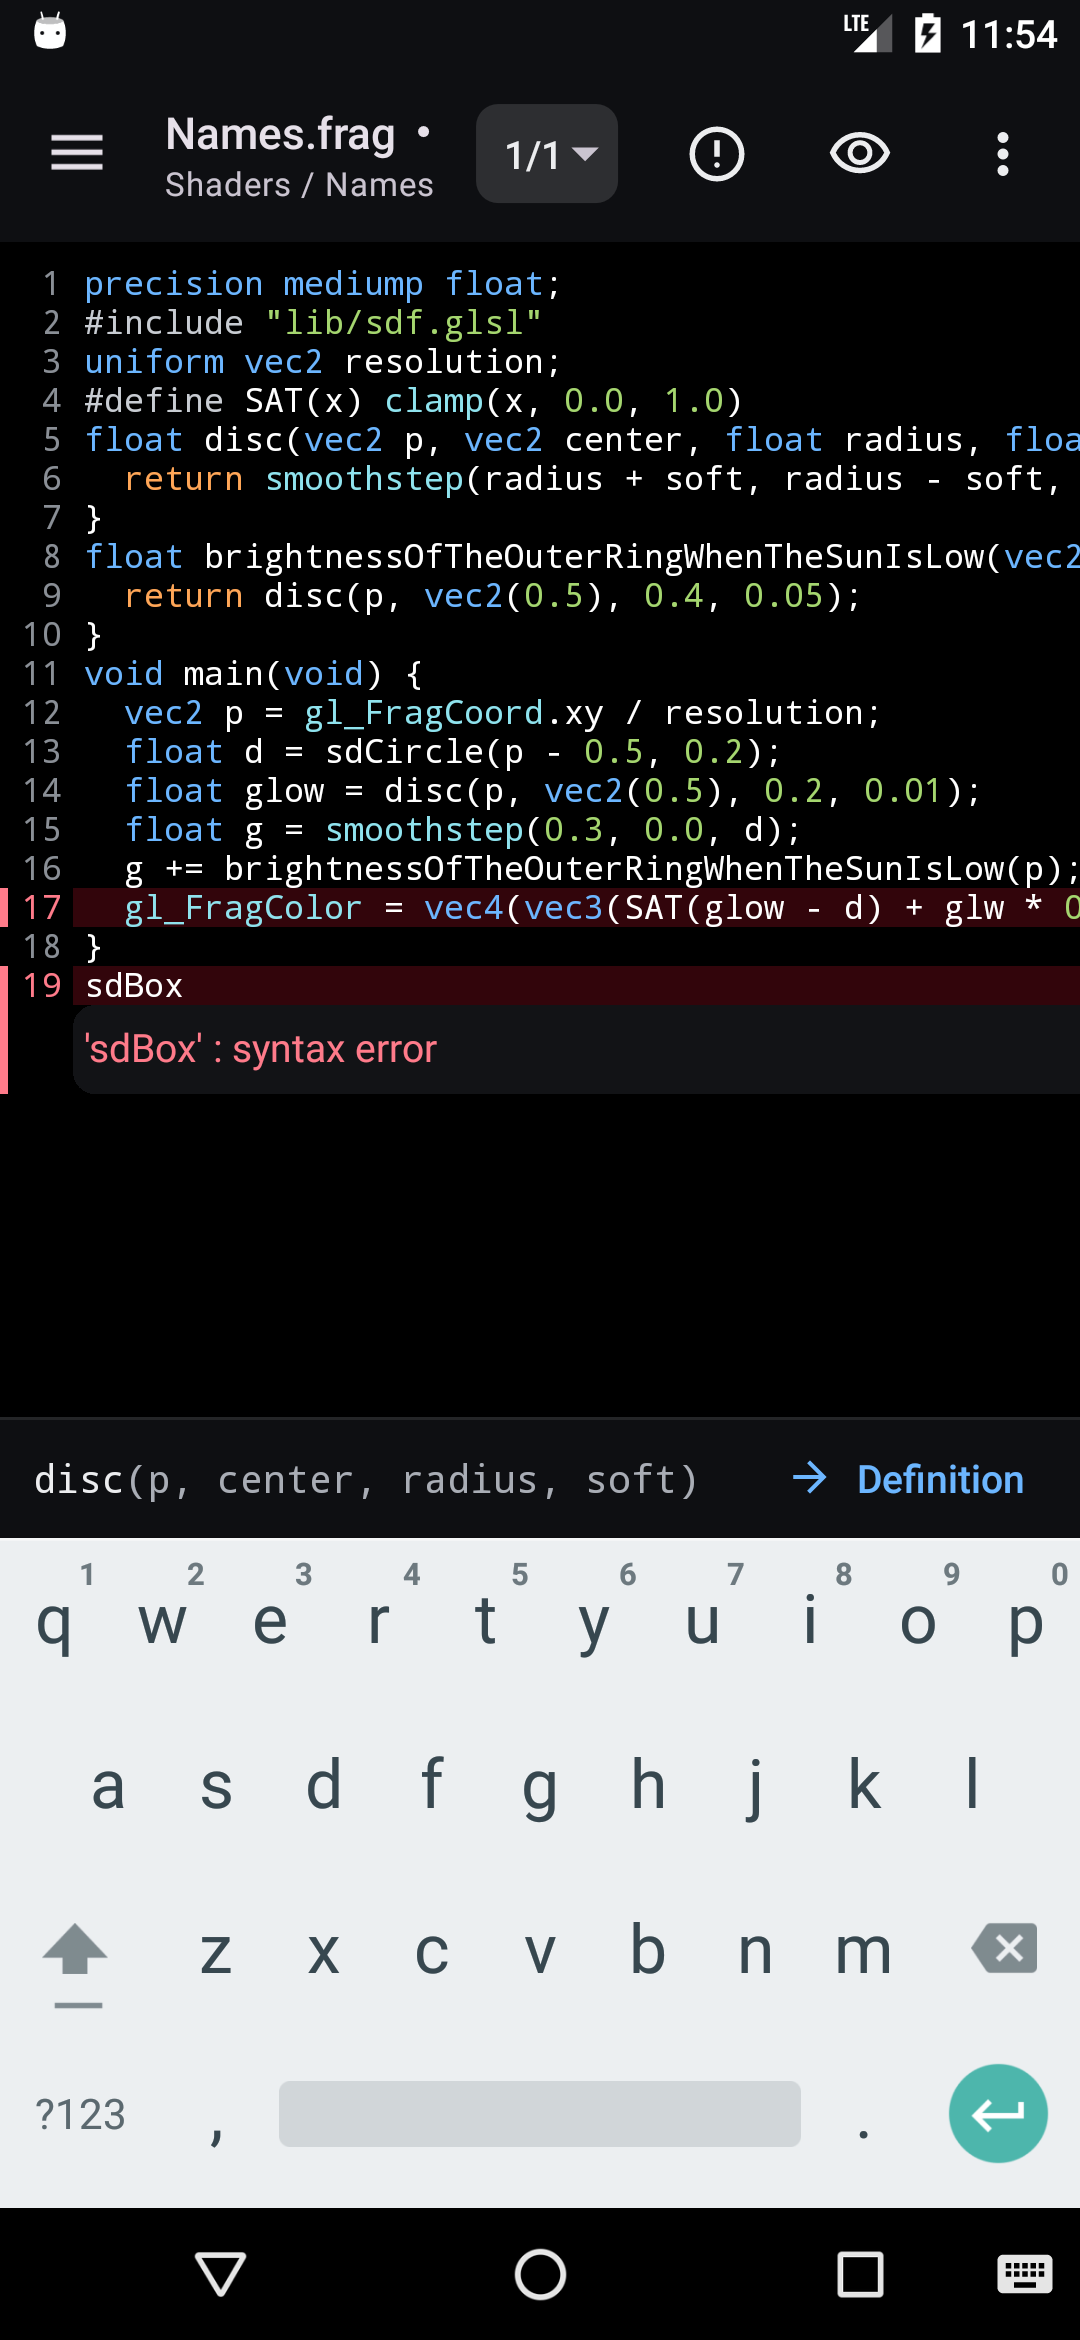 LTE 11:54
Names.frag •
Shaders / Names
1/1
1 precision mediump float;
2 #include "lib/sdf.glsl"
3 uniform vec2 resolution;
4 #define SAT(x) clamp(x, 0.0, 1.0)
5 float disc(vec2 p, vec2 center, float radius, floa
6   return smoothstep(radius + soft, radius - soft,
7 }
8 float brightnessOfTheOuterRingWhenTheSunIsLow(vec2
9   return disc(p, vec2(0.5), 0.4, 0.05);
10 }
11 void main(void) {
12   vec2 p = gl_FragCoord.xy / resolution;
13   float d = sdCircle(p - 0.5, 0.2);
14   float glow = disc(p, vec2(0.5), 0.2, 0.01);
15   float g = smoothstep(0.3, 0.0, d);
16   g += brightnessOfTheOuterRingWhenTheSunIsLow(p);
17   gl_FragColor = vec4(vec3(SAT(glow - d) + glw * 0
18 }
19 sdBox
'sdBox' : syntax error
disc(p, center, radius, soft) → Definition
1 2 3 4 5 6 7 8 9 0
q w e r t y u i o p
a s d f g h j k l
z x c v b n m
?123 , .